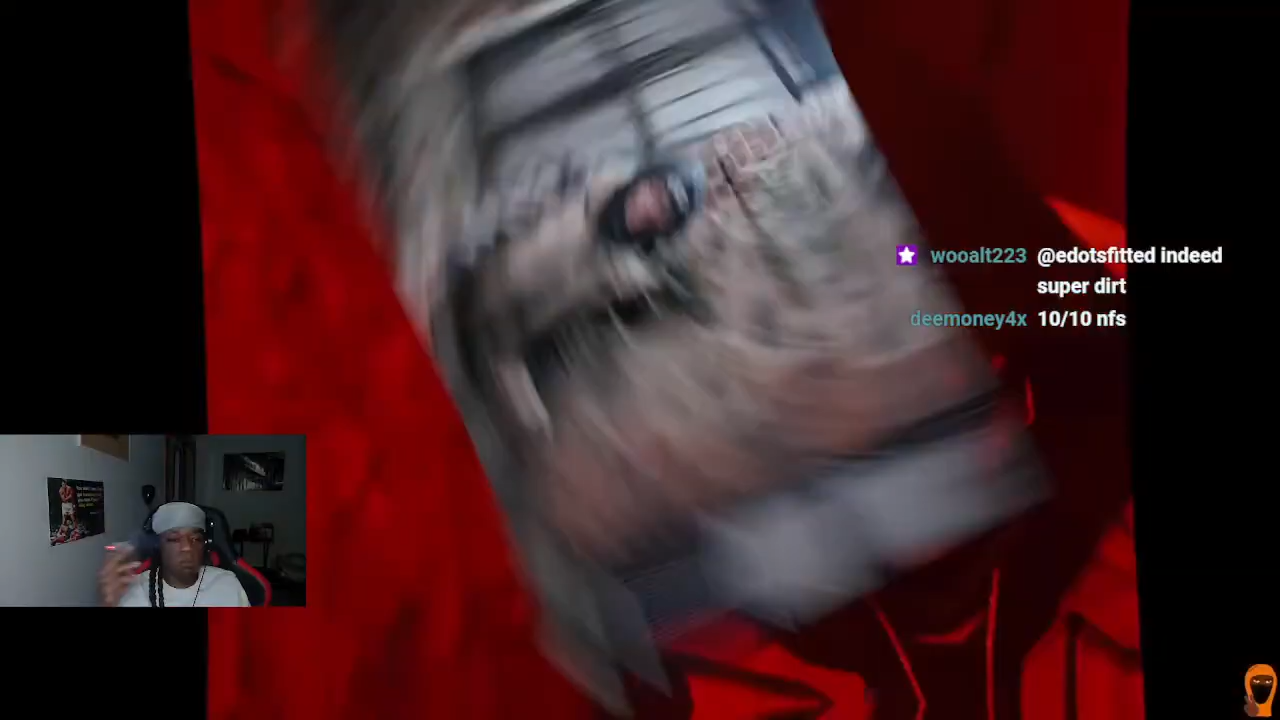 wooalt223 @edotsfitted indeed
super dirt
deemoney4x 10/10 nfs